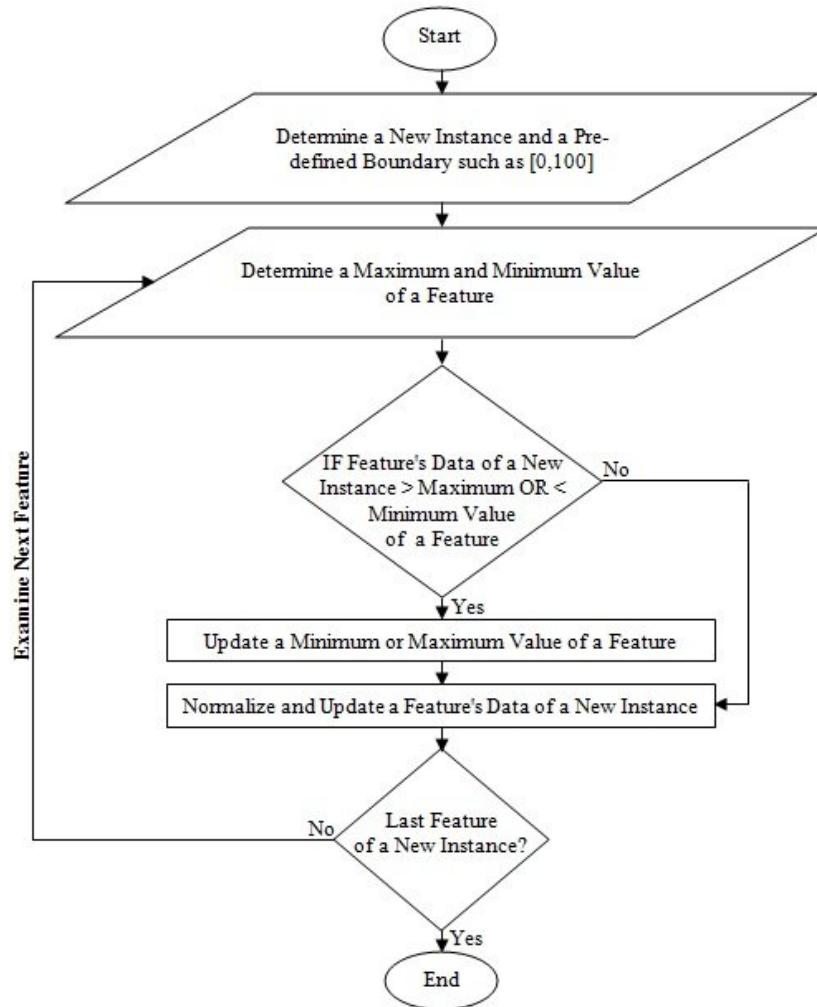 Start
Determine a New Instance and a Pre-
defined Boundary such as [0,100]
Determine a Maximum and Minimum Value
of a Feature
IF Feature's Data of a New
Instance > Maximum OR <
Minimum Value
of a Feature
No
Yes
Update a Minimum or Maximum Value of a Feature
Normalize and Update a Feature's Data of a New Instance
Examine Next Feature
Last Feature
of a New Instance?
No
Yes
End